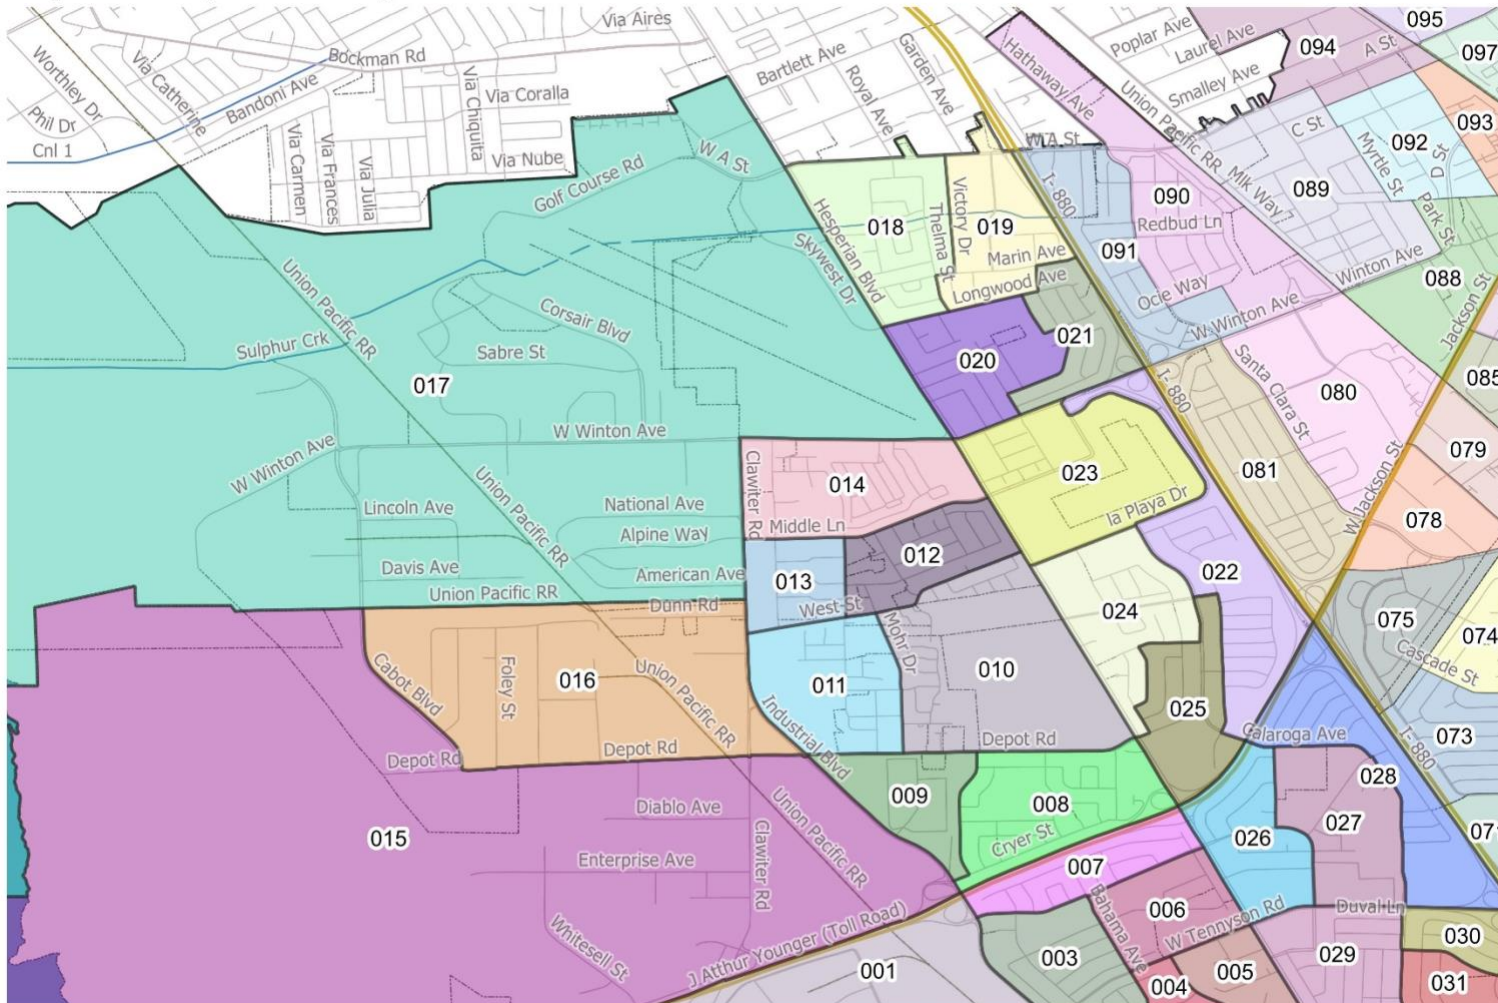 Via Aires
095
Bockman Rd
Garden Ave
Poplar Ave
Laurel Ave
094
A St
097
Worthley Dr
Via Catherine
Bartlett Ave
Hathaway Ave
Smalley Ave
Bandoni Ave
Via Chiquita
Via Coralla
Royal Ave
Union Pacific RR
Phil Dr
C St
093
Cnl 1
Via Carmen
Via Frances
Via Julia
Via Nube
W A St
W A St
092
Myrtle St
D St
Golf Course Rd
I- 880
Mlk Way
089
090
Park St
Hesperian Blvd
018
Thelma St
Victory Dr
019
Redbud Ln
Skywest Dr
Marin Ave
091
Winton Ave
088
Union Pacific RR
Longwood Ave
Ocie Way
Jackson St
Corsair Blvd
W Winton Ave
Sulphur Crk
Sabre St
020
021
Santa Clara St
017
I- 880
080
085
W Winton Ave
W Winton Ave
Clawiter Rd
014
023
081
W Jackson St
079
Union Pacific RR
Lincoln Ave
National Ave
la Playa Dr
078
Alpine Way
Middle Ln
012
Davis Ave
American Ave
013
022
Union Pacific RR
Dunn Rd
West St
024
075
074
Mohr Dr
Cascade St
Cabot Blvd
Foley St
016
Union Pacific RR
011
010
025
Industrial Blvd
Depot Rd
Calaroga Ave
073
Depot Rd
Depot Rd
I- 880
028
009
008
Diablo Ave
Union Pacific RR
015
Clawiter Rd
Cryer St
026
027
071
Enterprise Ave
007
Bahama Ave
006
Duval Ln
Whitesell St
J Atthur Younger (Toll Road)
W Tennyson Rd
030
003
029
001
004
005
031